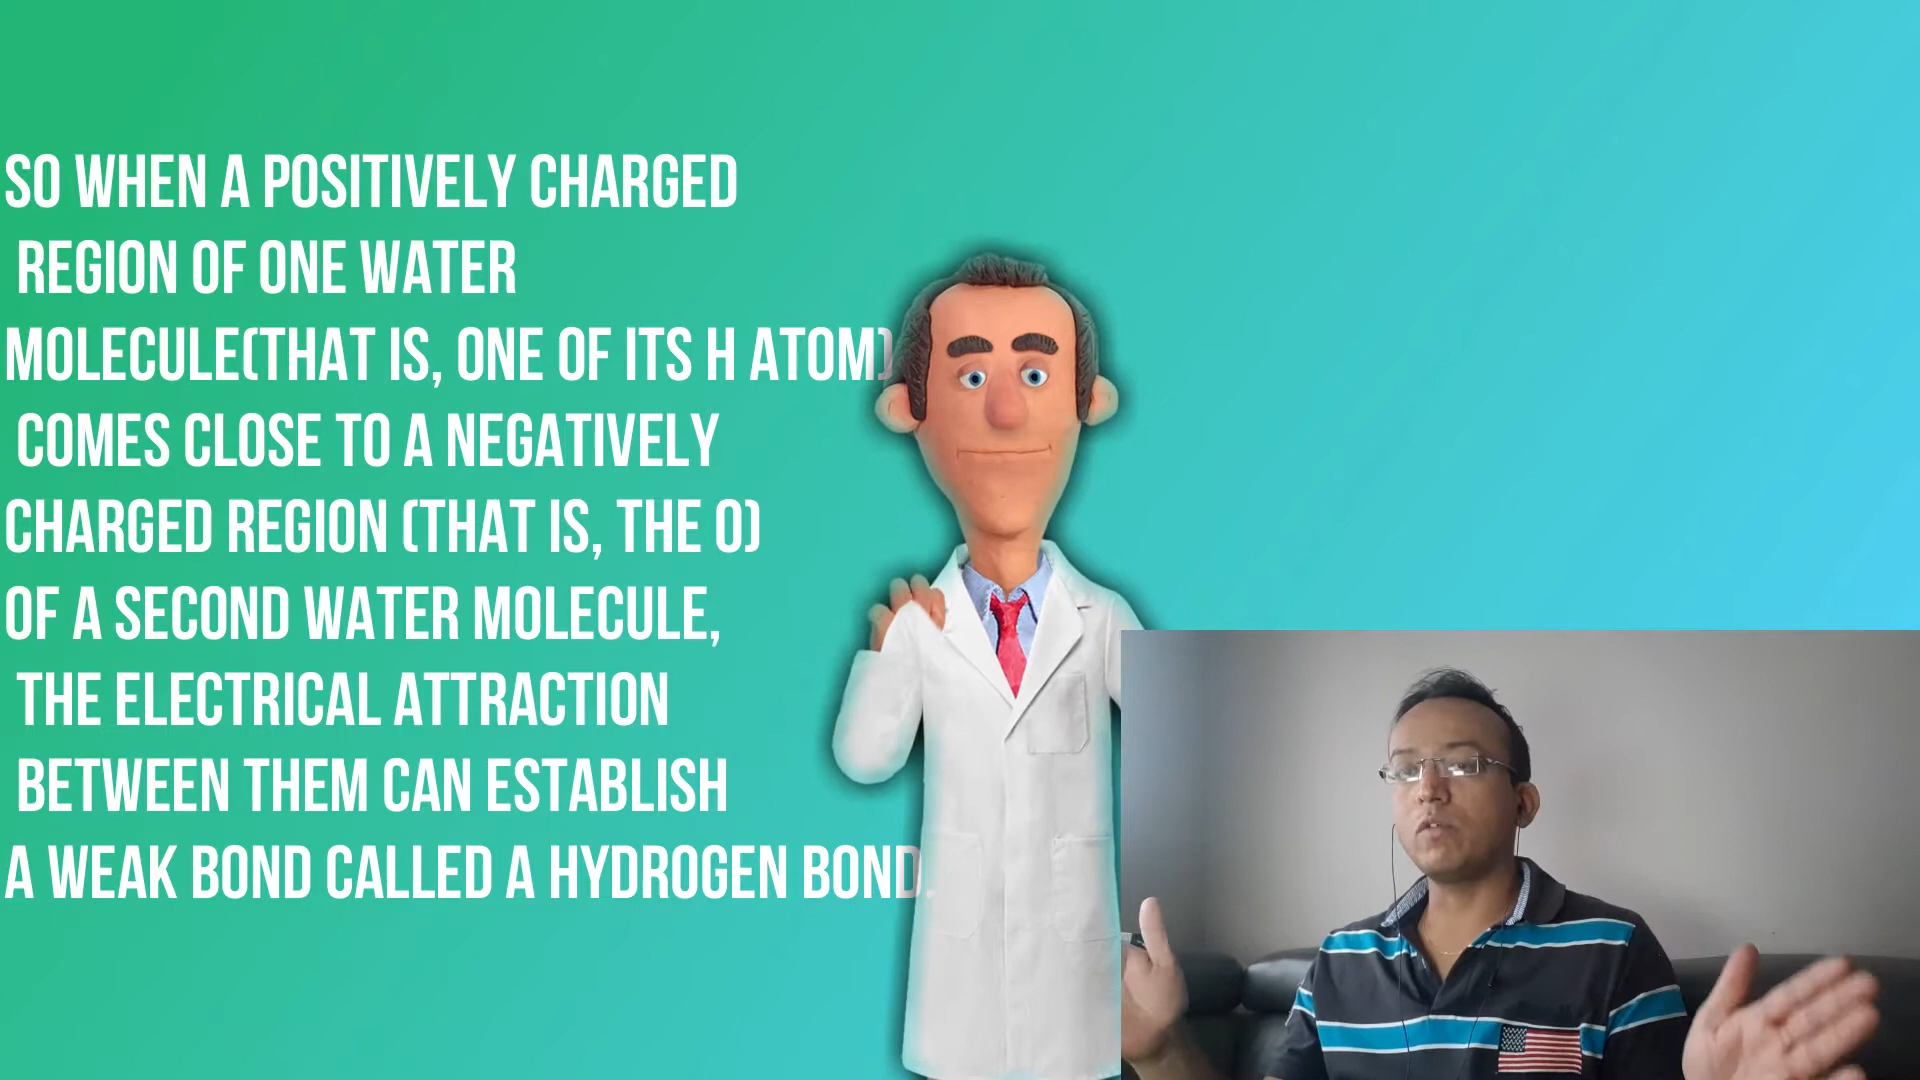 SO WHEN A POSITIVELY CHARGED
REGION OF ONE WATER
MOLECULE(THAT IS, ONE OF ITS H ATOM)
COMES CLOSE TO A NEGATIVELY
CHARGED REGION (THAT IS, THE O)
OF A SECOND WATER MOLECULE,
THE ELECTRICAL ATTRACTION
BETWEEN THEM CAN ESTABLISH
A WEAK BOND CALLED A HYDROGEN BOND.